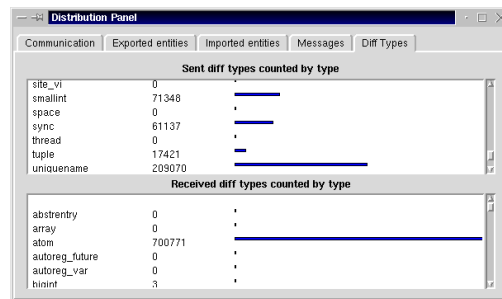 Distribution Panel
Communication Exported entities Imported entities Messages Diff Types
Sent diff types counted by type
site_vi 0
smallint 71348
space 0
sync 61137
thread 0
tuple 17421
uniquename 209070
Received diff types counted by type
abstrentry 0
array 0
atom 700771
autoreg_future 0
autoreg_var 0
bigint 3